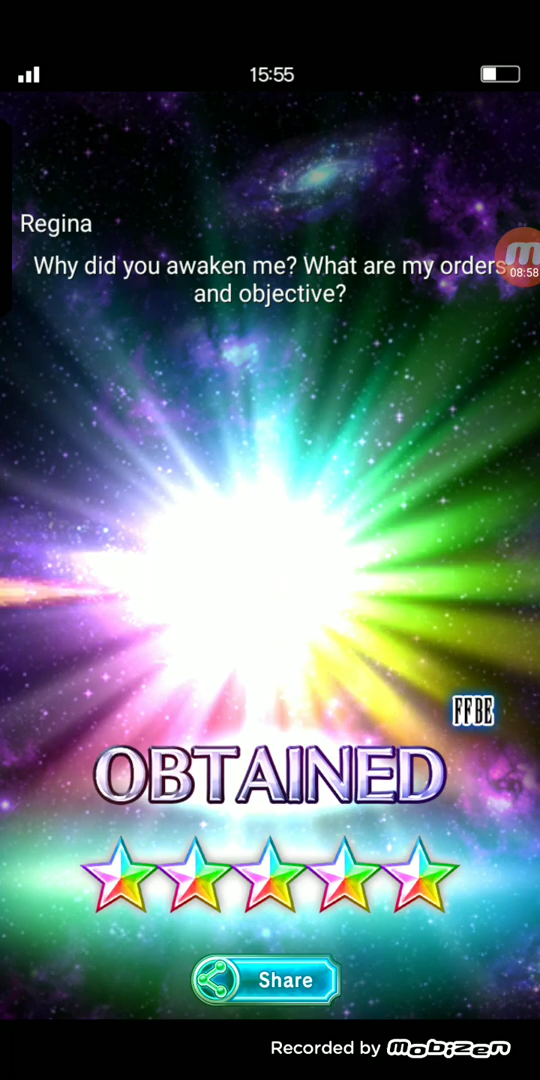 15:55
Regina
Why did you awaken me? What are my orders
08:58
and objective?
FFBE
OBTAINED
Share
Recorded by mobizen